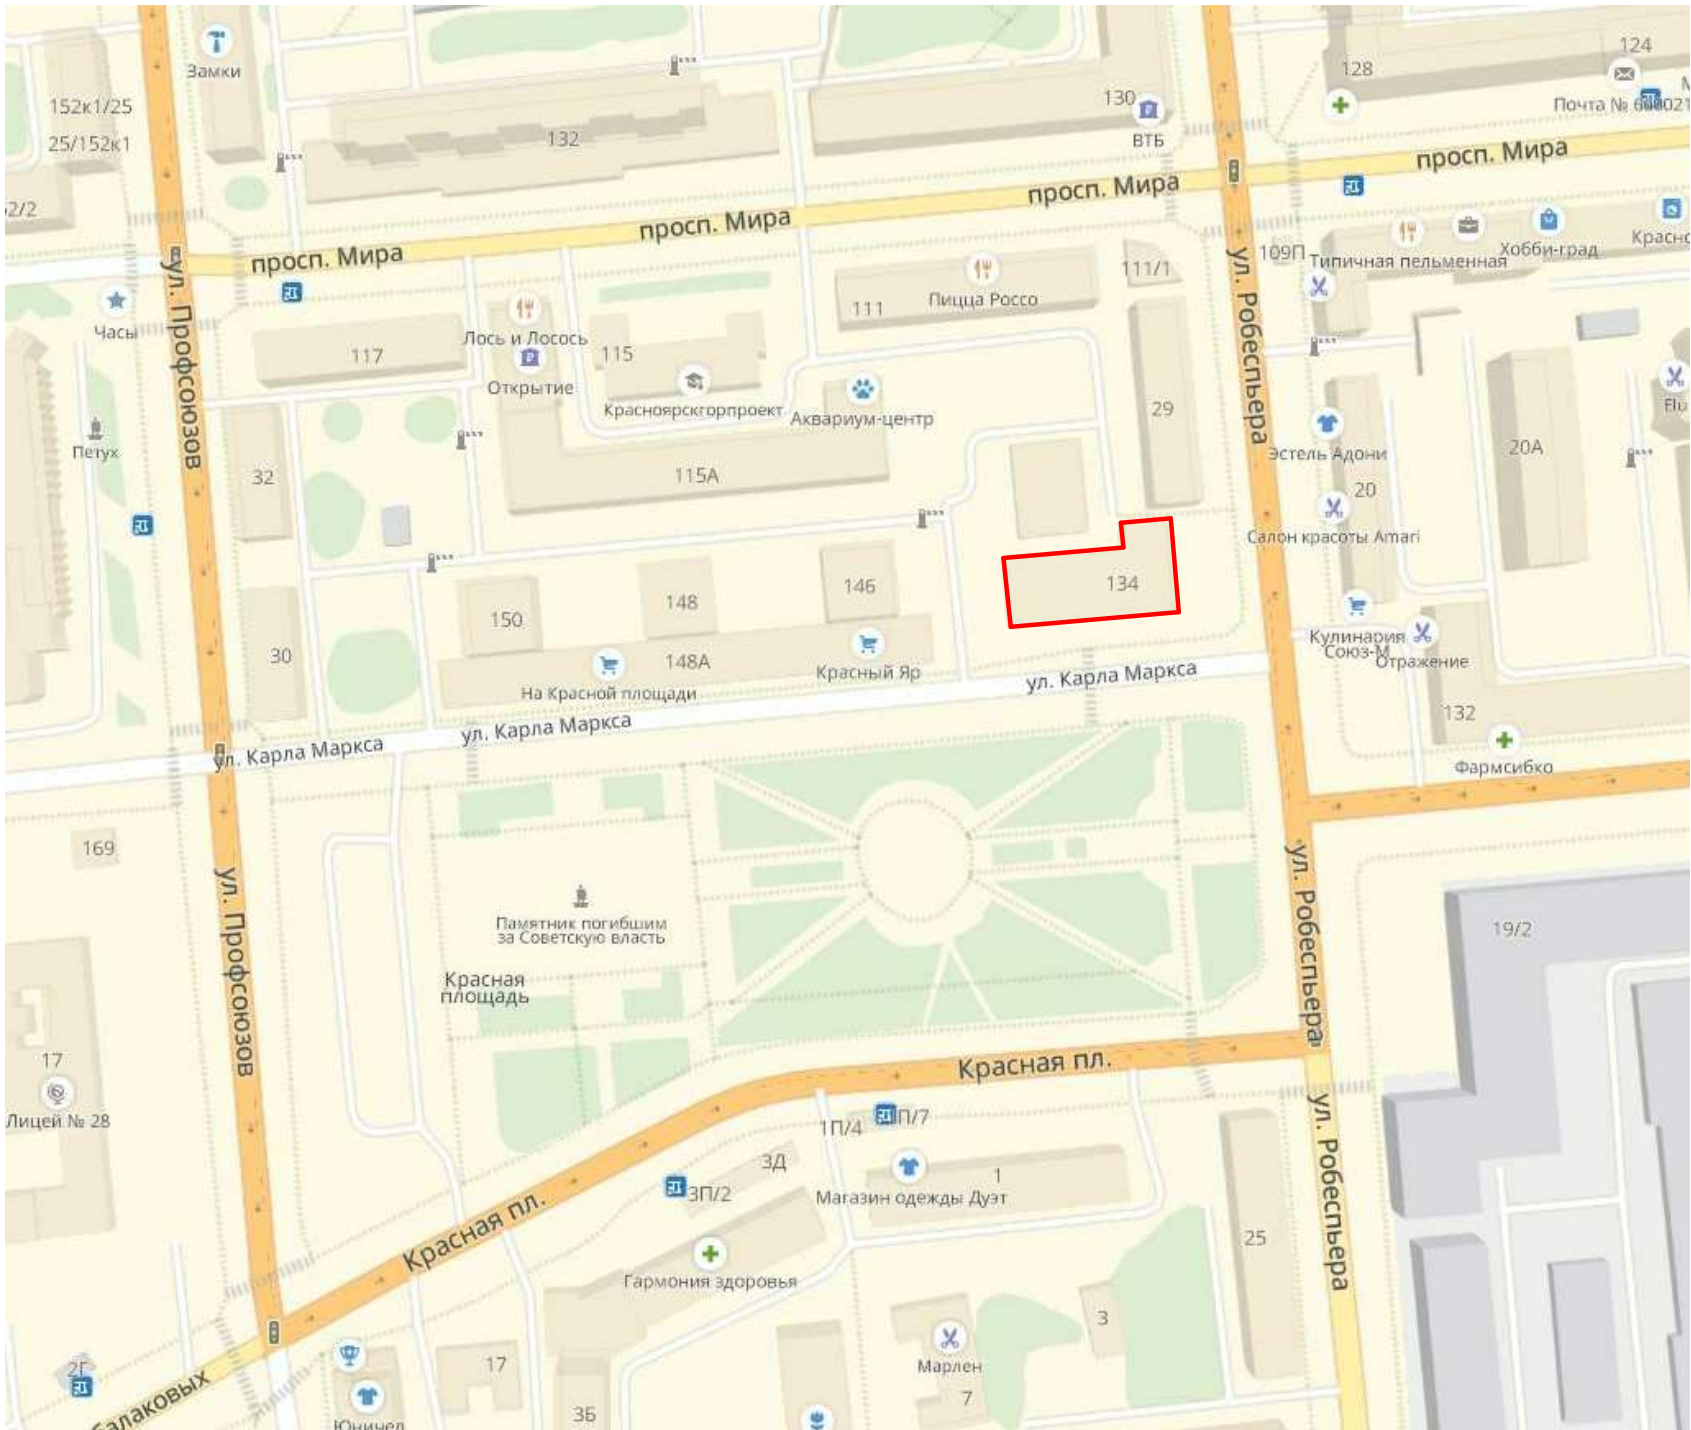 Замки
152к1/25
25/152к1
132
130
ВТБ
128
124
Почта №
просп. Мира
просп. Мира
просп. Мира
просп. Мира
ул. Профсоюзов
Часы
117
Лось и Лосось
Открытие
115
Красноярскгорпроект
111
Пицца Россо
111/1
109П
Типичная пельменная
Хобби-град
ул. Робеспьера
Аквариум-центр
29
Эстель Адони
20
20А
Салон красоты Amari
Петух
32
115А
134
146
148
150
30
148А
На Красной площади
Красный Яр
ул. Карла Маркса
ул. Карла Маркса
ул. Карла Маркса
Кулинария
Союз-М
Отражение
132
Фармсибко
169
ул. Профсоюзов
Памятник погибшим
за Советскую власть
Красная
площадь
ул. Робеспьера
19/2
17
Лицей № 28
Красная пл.
1П/4
3Д
3П/2
1
Магазин одежды Дуэт
ул. Робеспьера
25
Красная пл.
Гармония здоровья
3
Марлен
7
17
3Б
2Г